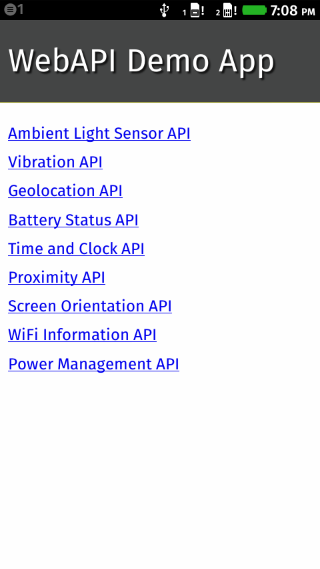 1 1 ! 2 ! 7:08 PM
WebAPI Demo App
Ambient Light Sensor API
Vibration API
Geolocation API
Battery Status API
Time and Clock API
Proximity API
Screen Orientation API
WiFi Information API
Power Management API